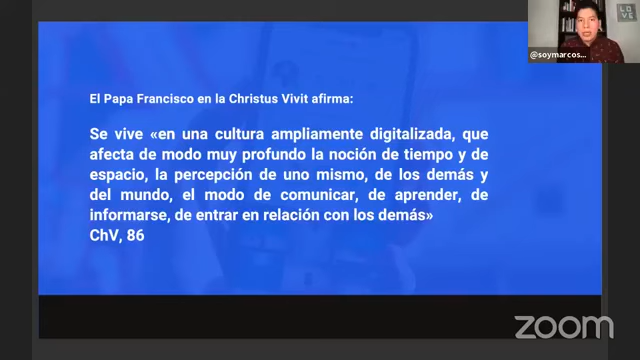 LOVE
@soymarcos...
El Papa Francisco en la Christus Vivit afirma:
Se vive «en una cultura ampliamente digitalizada, que
afecta de modo muy profundo la noción de tiempo y de
espacio, la percepción de uno mismo, de los demás y
del mundo, el modo de comunicar, de aprender, de
informarse, de entrar en relación con los demás»
ChV, 86
zoom